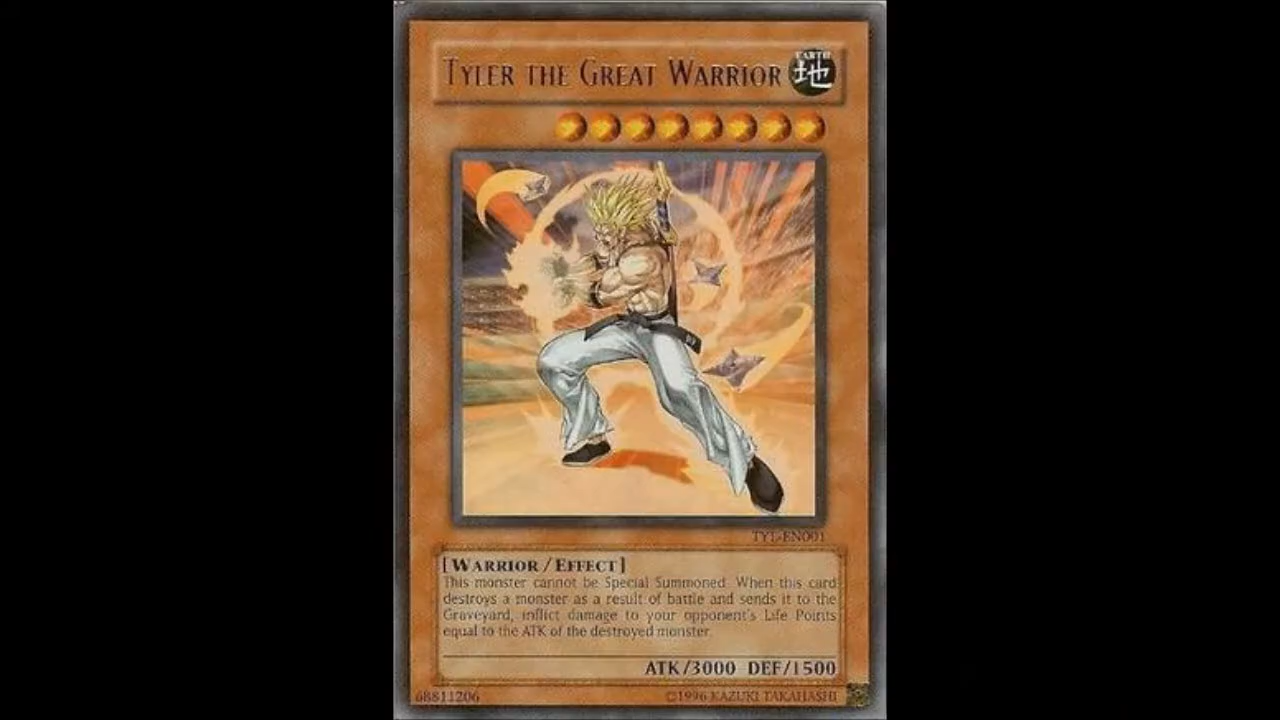 TYLER THE GREAT WARRIOR
EARTH
地
TYL-EN001
[WARRIOR/EFFECT]
This monster cannot be Special Summoned. When this card
destroys a monster as a result of battle and sends it to the
Graveyard, inflict damage to your opponent's Life Points
equal to the ATK of the destroyed monster.
ATK/3000 DEF/1500
68811206
©1996 KAZUKI TAKAHASHI